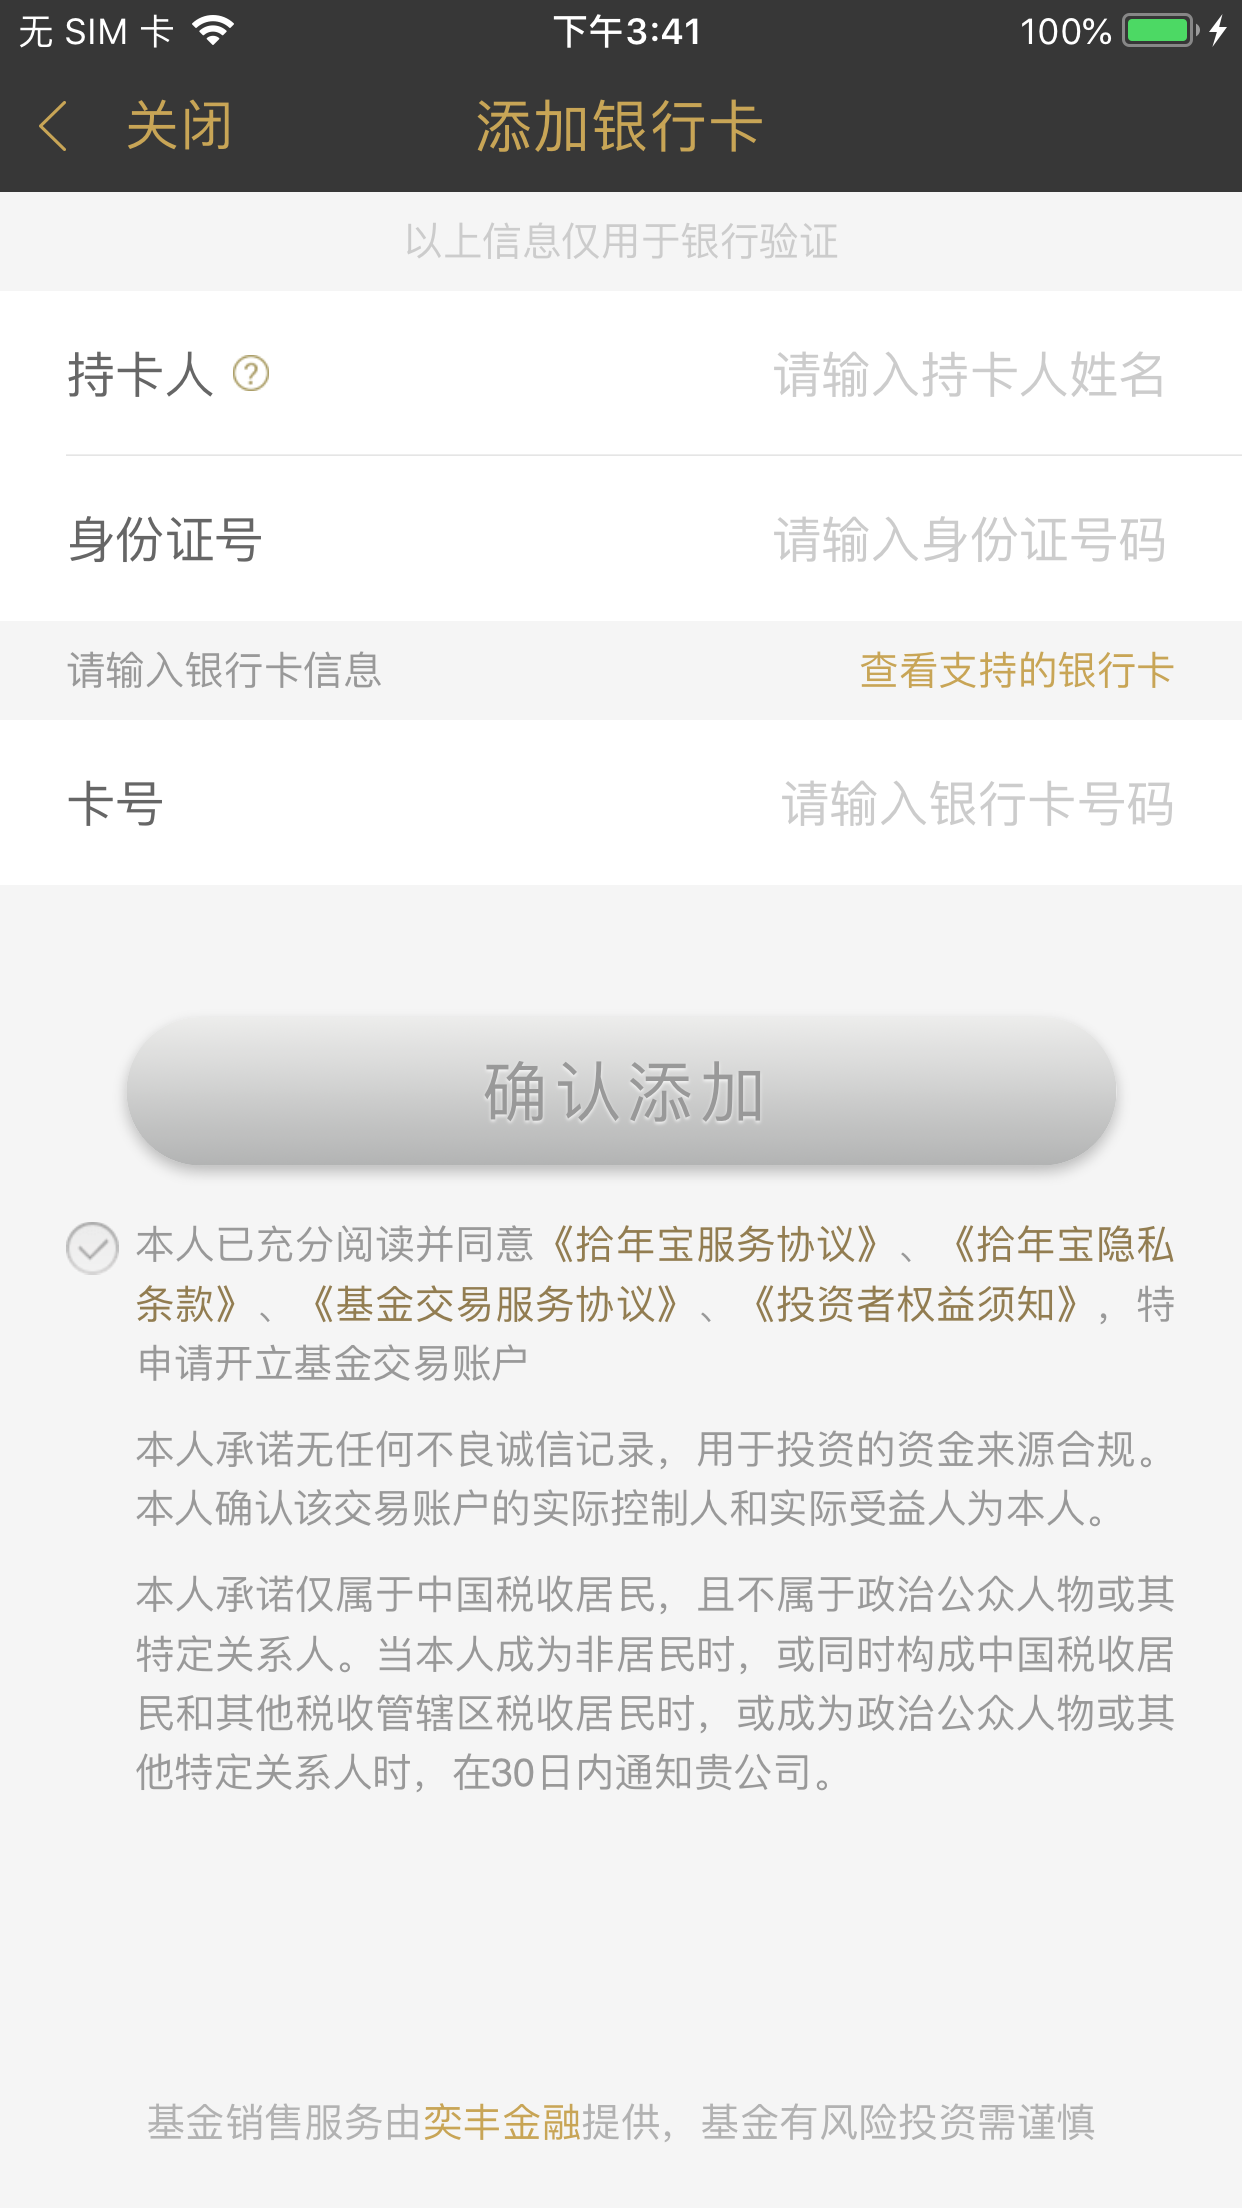 无 SIM 卡 下午3:41 100%
关闭 添加银行卡
以上信息仅用于银行验证
持卡人 ? 请输入持卡人姓名
身份证号 请输入身份证号码
请输入银行卡信息 查看支持的银行卡
卡号 请输入银行卡号码
确认添加
本人已充分阅读并同意《拾年宝服务协议》、《拾年宝隐私
条款》、《基金交易服务协议》、《投资者权益须知》，特
申请开立基金交易账户
本人承诺无任何不良诚信记录，用于投资的资金来源合规。
本人确认该交易账户的实际控制人和实际受益人为本人。
本人承诺仅属于中国税收居民，且不属于政治公众人物或其
特定关系人。当本人成为非居民时，或同时构成中国税收居
民和其他税收管辖区税收居民时，或成为政治公众人物或其
他特定关系人时，在30日内通知贵公司。
基金销售服务由奕丰金融提供，基金有风险投资需谨慎